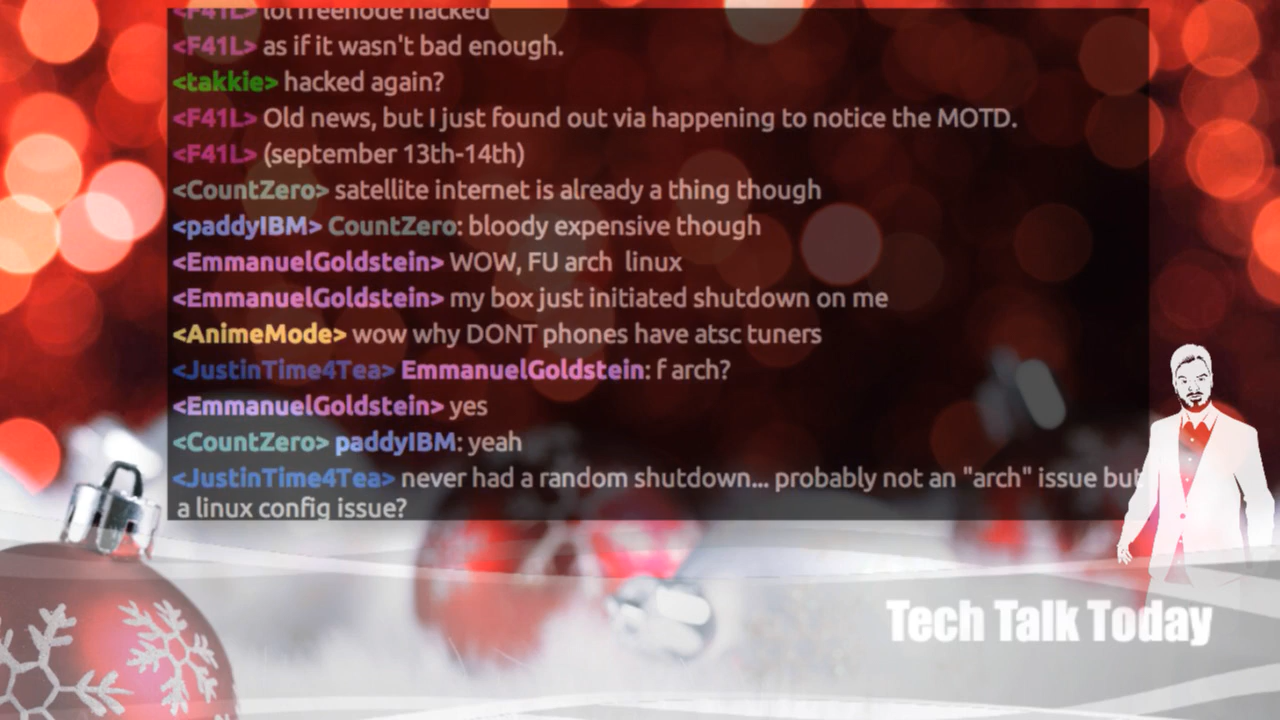 <F41L> lol freenode hacked
<F41L> as if it wasn't bad enough.
<takkie> hacked again?
<F41L> Old news, but I just found out via happening to notice the MOTD.
<F41L> (september 13th-14th)
<CountZero> satellite internet is already a thing though
<paddyIBM> CountZero: bloody expensive though
<EmmanuelGoldstein> WOW, FU arch  linux
<EmmanuelGoldstein> my box just initiated shutdown on me
<AnimeMode> wow why DONT phones have atsc tuners
<JustinTime4Tea> EmmanuelGoldstein: f arch?
<EmmanuelGoldstein> yes
<CountZero> paddyIBM: yeah
<JustinTime4Tea> never had a random shutdown... probably not an "arch" issue but
a linux config issue?
Tech Talk Today